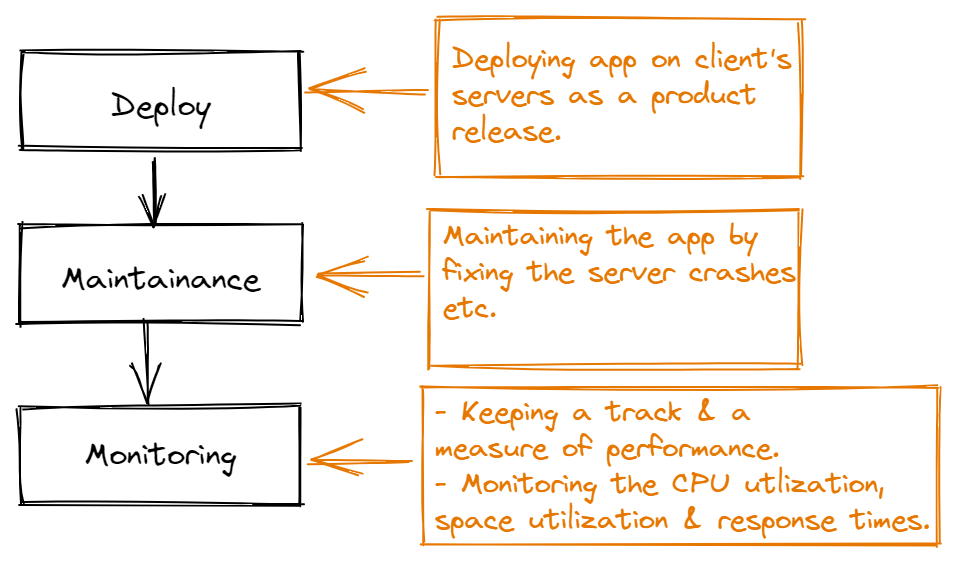 Deploy
Deploying app on client's
servers as a product
release.
Maintainance
Maintaining the app by
fixing the server crashes
etc.
Monitoring
- Keeping a track & a
measure of performance.
- Monitoring the CPU utlization,
space utilization & response times.